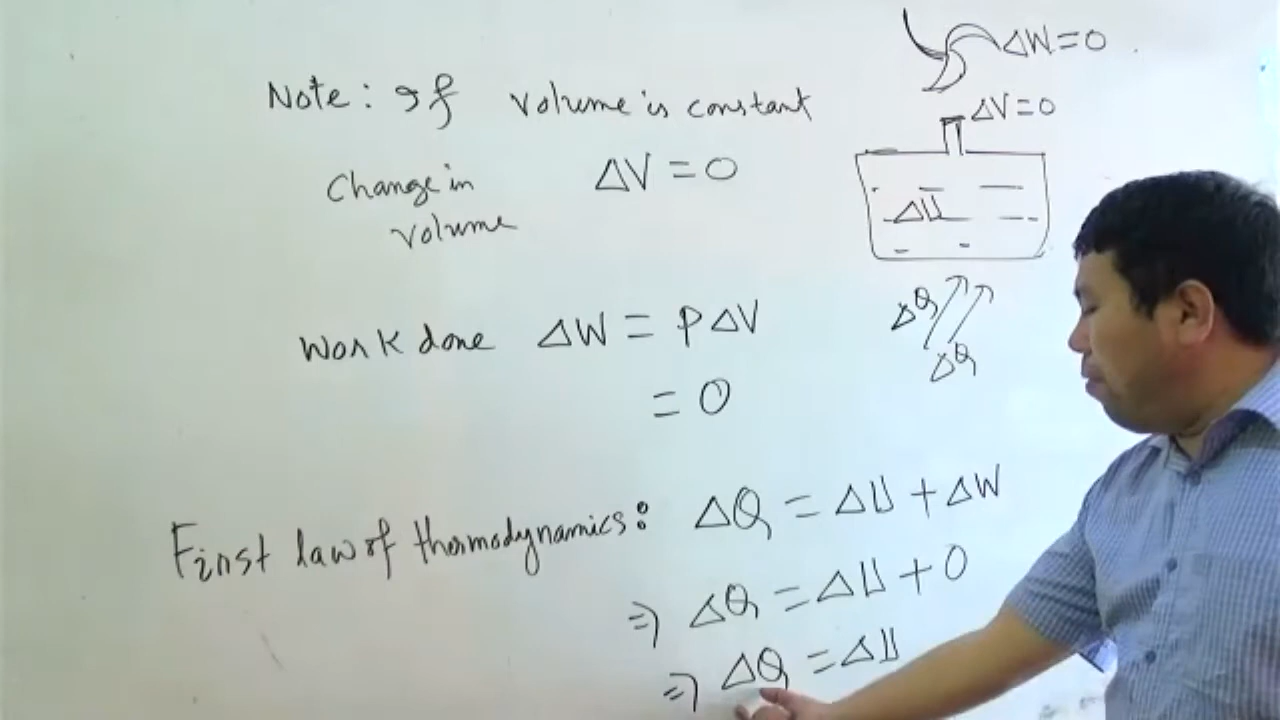 Note: If volume is constant
Change in volume ΔV = 0
Work done ΔW = P ΔV
= 0
First law of thermodynamics: ΔQ = ΔU + ΔW
⇒ ΔQ = ΔU + 0
⇒ ΔQ = ΔU
ΔW = 0
ΔV = 0
ΔU
ΔQ
ΔQ